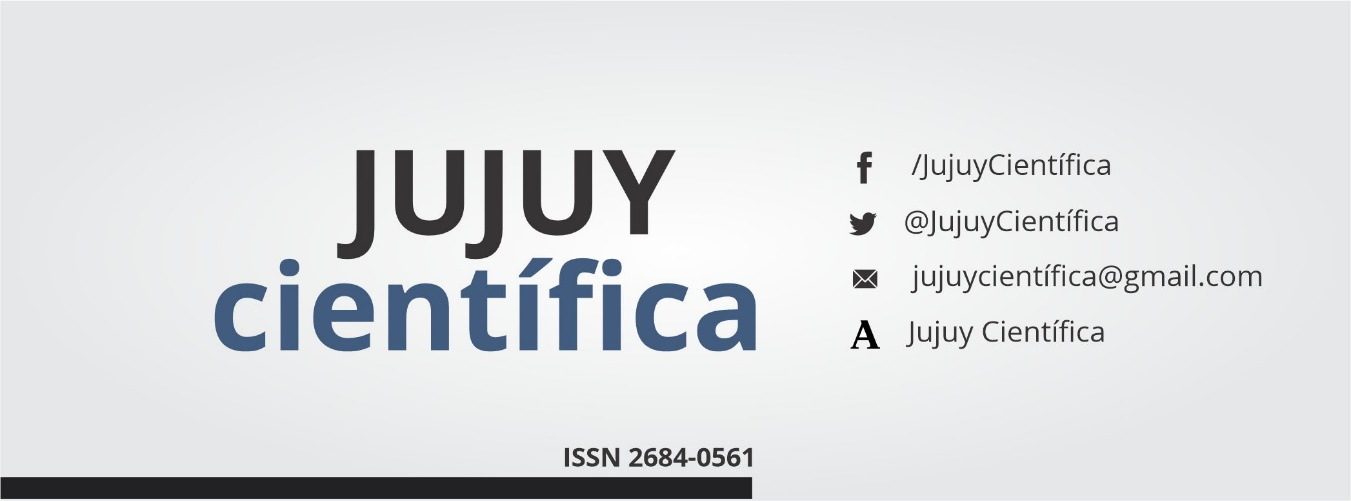 JUJUY
científica
/JujuyCientífica
@JujuyCientífica
jujuycientífica@gmail.com
Jujuy Científica
ISSN 2684-0561